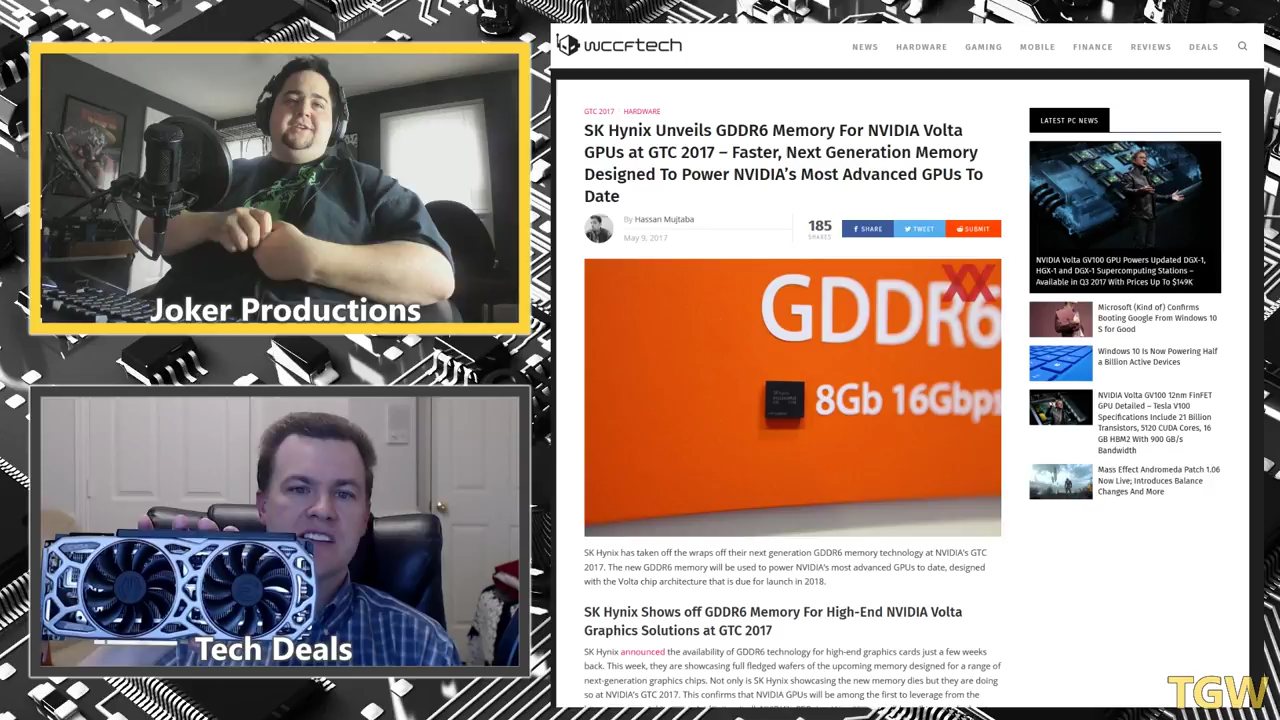 wccftech
NEWS HARDWARE GAMING MOBILE FINANCE REVIEWS DEALS
GTC 2017 HARDWARE
SK Hynix Unveils GDDR6 Memory For NVIDIA Volta
GPUs at GTC 2017 – Faster, Next Generation Memory
Designed To Power NVIDIA's Most Advanced GPUs To
Date
By Hassan Mujtaba
May 9, 2017
185
SHARES
SHARE
TWEET
SUBMIT
GDDR6
8Gb 16Gbps
SK Hynix has taken off the wraps off their next generation GDDR6 memory technology at NVIDIA's GTC
2017. The new GDDR6 memory will be used to power NVIDIA's most advanced GPUs to date, designed
with the Volta chip architecture that is due for launch in 2018.
SK Hynix Shows off GDDR6 Memory For High-End NVIDIA Volta
Graphics Solutions at GTC 2017
SK Hynix announced the availability of GDDR6 technology for high-end graphics cards just a few weeks
back. This week, they are showcasing full fledged wafers of the upcoming memory designed for a range of
next-generation graphics chips. Not only is SK Hynix showcasing the new memory dies but they are doing
so at NVIDIA's GTC 2017. This confirms that NVIDIA GPUs will be among the first to leverage from the
LATEST PC NEWS
NVIDIA Volta GV100 GPU Powers Updated DGX-1,
HGX-1 and DGX-1 Supercomputing Stations –
Available in Q3 2017 With Prices Up To $149K
Microsoft (Kind of) Confirms
Booting Google From Windows 10
S for Good
Windows 10 Is Now Powering Half
a Billion Active Devices
NVIDIA Volta GV100 12nm FinFET
GPU Detailed – Tesla V100
Specifications Include 21 Billion
Transistors, 5120 CUDA Cores, 16
GB HBM2 With 900 GB/s
Bandwidth
Mass Effect Andromeda Patch 1.06
Now Live; Introduces Balance
Changes And More
Joker Productions
Tech Deals
TGW